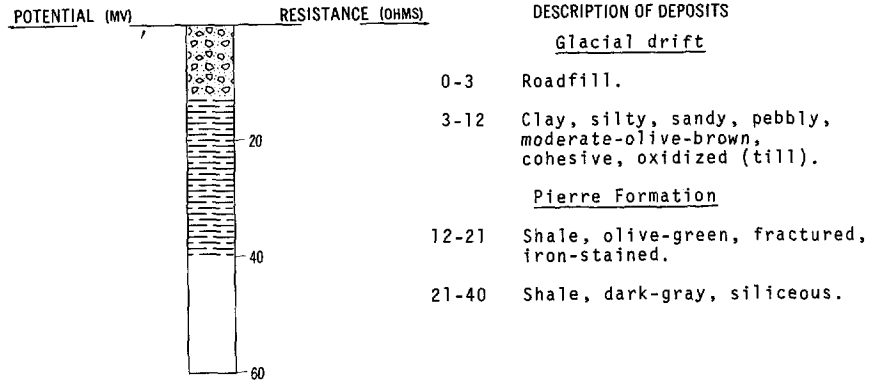 POTENTIAL (MV)
RESISTANCE (OHMS)
DESCRIPTION OF DEPOSITS
Glacial drift
0-3 Roadfill.
3-12 Clay, silty, sandy, pebbly,
moderate-olive-brown,
cohesive, oxidized (till).
Pierre Formation
12-21 Shale, olive-green, fractured,
iron-stained.
21-40 Shale, dark-gray, siliceous.
20
40
60